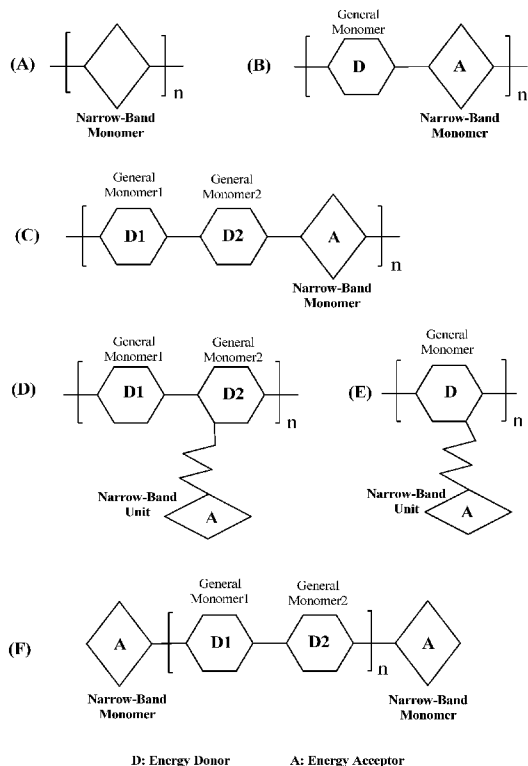 (A)
n
Narrow-Band
Monomer
(B)
General
Monomer
D
A
n
Narrow-Band
Monomer
(C)
General
Monomer1
General
Monomer2
D1
D2
A
n
Narrow-Band
Monomer
(D)
General
Monomer1
General
Monomer2
D1
D2
n
Narrow-Band
Unit
A
(E)
General
Monomer
D
n
Narrow-Band
Unit
A
(F)
General
Monomer1
General
Monomer2
A
D1
D2
n
A
Narrow-Band
Monomer
Narrow-Band
Monomer
D: Energy Donor
A: Energy Acceptor